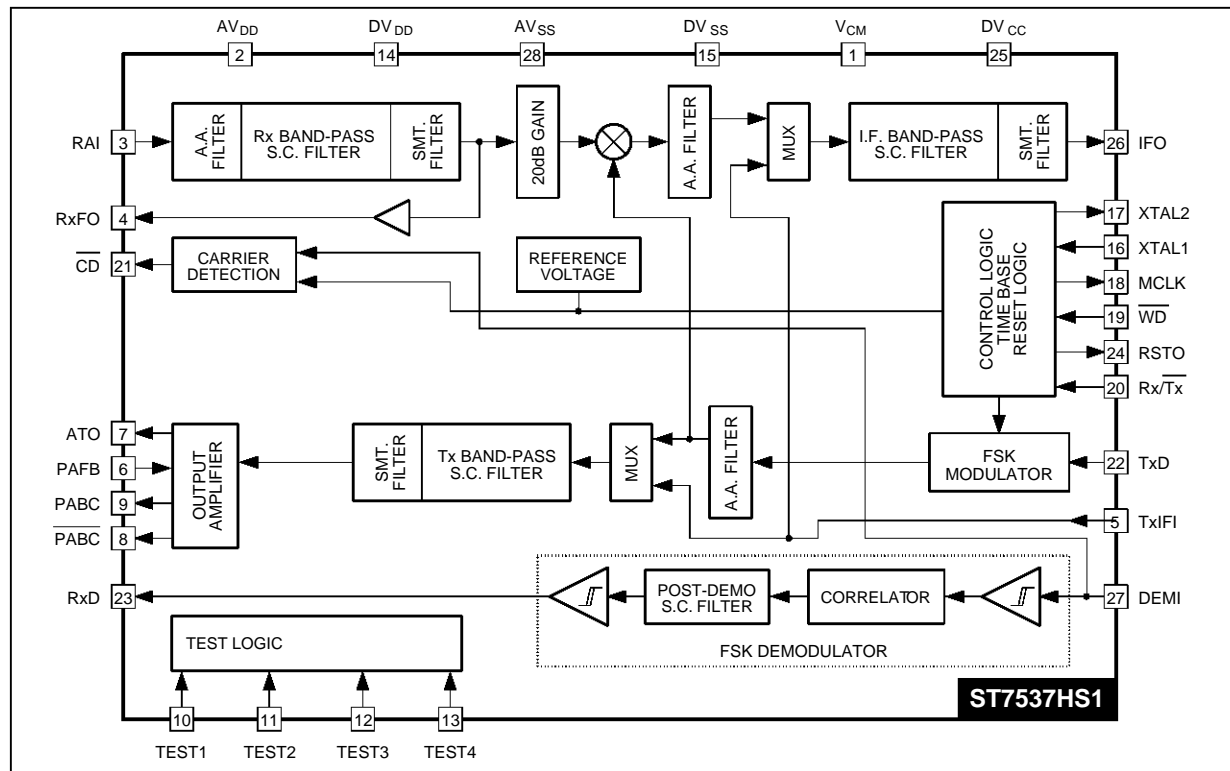 AVDD
DVDD
AVSS
DVSS
VCM
DVCC
2
14
28
15
1
25
RAI
3
A.A.
FILTER
Rx BAND-PASS
S.C. FILTER
SMT.
FILTER
20dB GAIN
A.A. FILTER
MUX
I.F. BAND-PASS
S.C. FILTER
SMT.
FILTER
26
IFO
RxFO
4
CD
21
CARRIER
DETECTION
REFERENCE
VOLTAGE
CONTROL LOGIC
TIME BASE
RESET LOGIC
17
XTAL2
16
XTAL1
18
MCLK
19
WD
24
RSTO
20
Rx/Tx
ATO
7
PAFB
6
PABC
9
PABC
8
OUTPUT
AMPLIFIER
SMT.
FILTER
Tx BAND-PASS
S.C. FILTER
MUX
A.A. FILTER
FSK
MODULATOR
22
TxD
5
TxIFI
RxD
23
POST-DEMO
S.C. FILTER
CORRELATOR
27
DEMI
FSK DEMODULATOR
TEST LOGIC
ST7537HS1
10
11
12
13
TEST1
TEST2
TEST3
TEST4